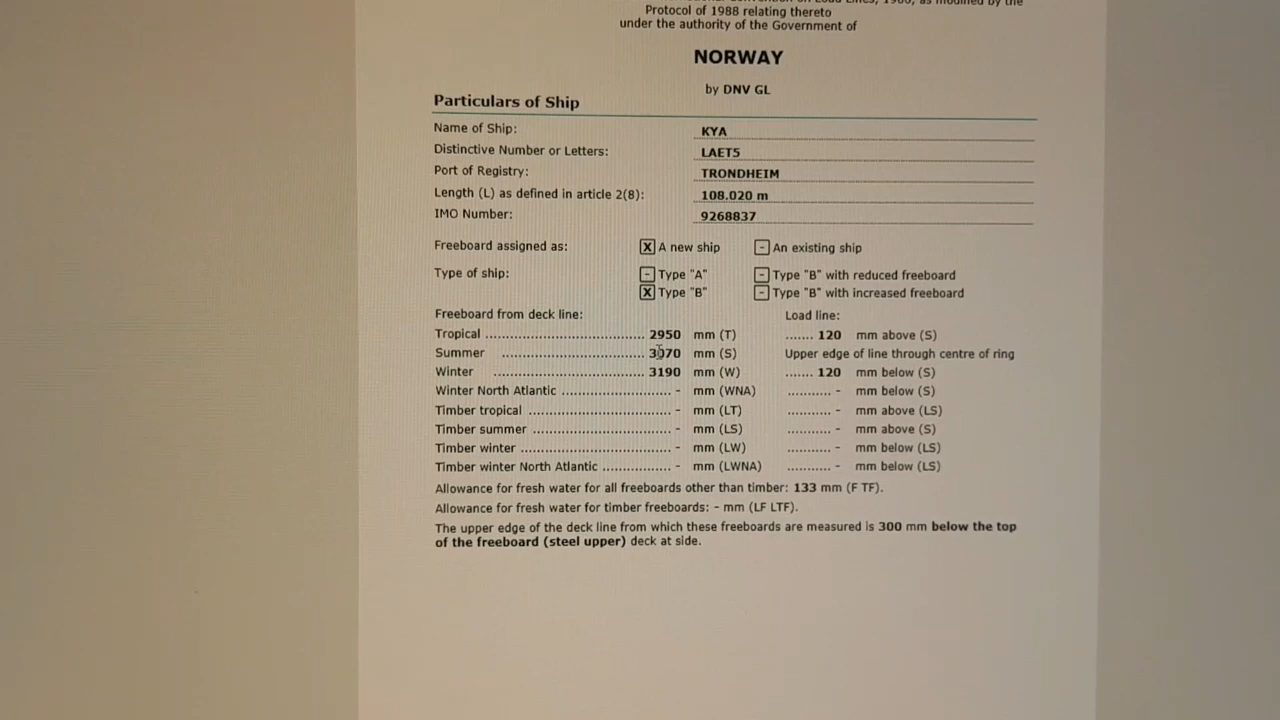 Protocol of 1988 relating thereto
under the authority of the Government of
NORWAY
by DNV GL
Particulars of Ship
Name of Ship: KYA
Distinctive Number or Letters: LAET5
Port of Registry: TRONDHEIM
Length (L) as defined in article 2(8): 108.020 m
IMO Number: 9268837
Freeboard assigned as: X A new ship - An existing ship
Type of ship: - Type "A" - Type "B" with reduced freeboard
X Type "B" - Type "B" with increased freeboard
Freeboard from deck line: Load line:
Tropical ................................ 2950 mm (T) ....... 120 mm above (S)
Summer ............................. 3070 mm (S) Upper edge of line through centre of ring
Winter .............................. 3190 mm (W) ....... 120 mm below (S)
Winter North Atlantic ...................... - mm (WNA) ........... - mm below (S)
Timber tropical ............................. - mm (LT) ........... - mm above (LS)
Timber summer ............................ - mm (LS) ........... - mm above (S)
Timber winter .............................. - mm (LW) ........... - mm below (LS)
Timber winter North Atlantic .............. - mm (LWNA) ........... - mm below (LS)
Allowance for fresh water for all freeboards other than timber: 133 mm (F TF).
Allowance for fresh water for timber freeboards: - mm (LF LTF).
The upper edge of the deck line from which these freeboards are measured is 300 mm below the top
of the freeboard (steel upper) deck at side.